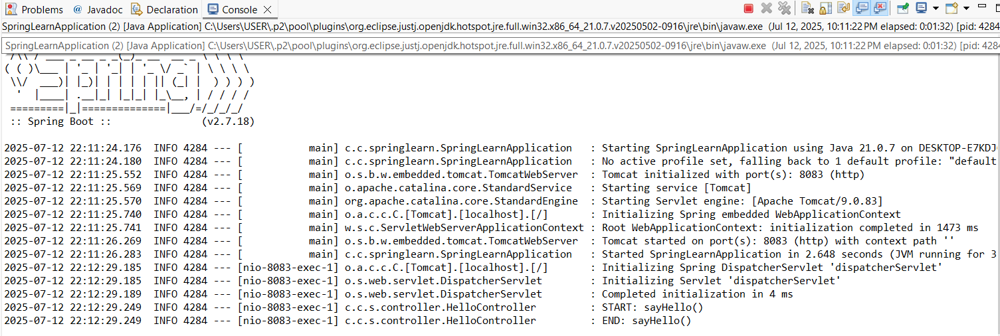 Problems @ Javadoc Declaration Console
SpringLearnApplication (2) [Java Application] C:\Users\USER\.p2\pool\plugins\org.eclipse.justj.openjdk.hotspot.jre.full.win32.x86_64_21.0.7.v20250502-0916\jre\bin\javaw.exe (Jul 12, 2025, 10:11:22 PM elapsed: 0:01:32) [pid: 4284
SpringLearnApplication (2) [Java Application] C:\Users\USER\.p2\pool\plugins\org.eclipse.justj.openjdk.hotspot.jre.full.win32.x86_64_21.0.7.v20250502-0916\jre\bin\javaw.exe (Jul 12, 2025, 10:11:22 PM elapsed: 0:01:32) [pid: 4284
 /\\ / ___'_ __ _ _(_)_ __  __ _ \ \ \ \
( ( )\___ | '_ | '_| | '_ \/ _` | \ \ \ \
 \\/  ___)| |_)| | | | | || (_| |  ) ) ) )
  '  |____| .__|_| |_|_| |_\__, | / / / /
 =========|_|==============|___/=/_/_/_/
 :: Spring Boot ::                (v2.7.18)
2025-07-12 22:11:24.176  INFO 4284 --- [           main] c.c.springlearn.SpringLearnApplication   : Starting SpringLearnApplication using Java 21.0.7 on DESKTOP-E7KDJ
2025-07-12 22:11:24.180  INFO 4284 --- [           main] c.c.springlearn.SpringLearnApplication   : No active profile set, falling back to 1 default profile: "default
2025-07-12 22:11:25.552  INFO 4284 --- [           main] o.s.b.w.embedded.tomcat.TomcatWebServer  : Tomcat initialized with port(s): 8083 (http)
2025-07-12 22:11:25.569  INFO 4284 --- [           main] o.apache.catalina.core.StandardService   : Starting service [Tomcat]
2025-07-12 22:11:25.570  INFO 4284 --- [           main] org.apache.catalina.core.StandardEngine  : Starting Servlet engine: [Apache Tomcat/9.0.83]
2025-07-12 22:11:25.740  INFO 4284 --- [           main] o.a.c.c.C.[Tomcat].[localhost].[/]       : Initializing Spring embedded WebApplicationContext
2025-07-12 22:11:25.741  INFO 4284 --- [           main] w.s.c.ServletWebServerApplicationContext : Root WebApplicationContext: initialization completed in 1473 ms
2025-07-12 22:11:26.269  INFO 4284 --- [           main] o.s.b.w.embedded.tomcat.TomcatWebServer  : Tomcat started on port(s): 8083 (http) with context path ''
2025-07-12 22:11:26.283  INFO 4284 --- [           main] c.c.springlearn.SpringLearnApplication   : Started SpringLearnApplication in 2.648 seconds (JVM running for 3
2025-07-12 22:12:29.185  INFO 4284 --- [nio-8083-exec-1] o.a.c.c.C.[Tomcat].[localhost].[/]       : Initializing Spring DispatcherServlet 'dispatcherServlet'
2025-07-12 22:12:29.185  INFO 4284 --- [nio-8083-exec-1] o.s.web.servlet.DispatcherServlet        : Initializing Servlet 'dispatcherServlet'
2025-07-12 22:12:29.189  INFO 4284 --- [nio-8083-exec-1] o.s.web.servlet.DispatcherServlet        : Completed initialization in 4 ms
2025-07-12 22:12:29.249  INFO 4284 --- [nio-8083-exec-1] c.c.s.controller.HelloController         : START: sayHello()
2025-07-12 22:12:29.249  INFO 4284 --- [nio-8083-exec-1] c.c.s.controller.HelloController         : END: sayHello()